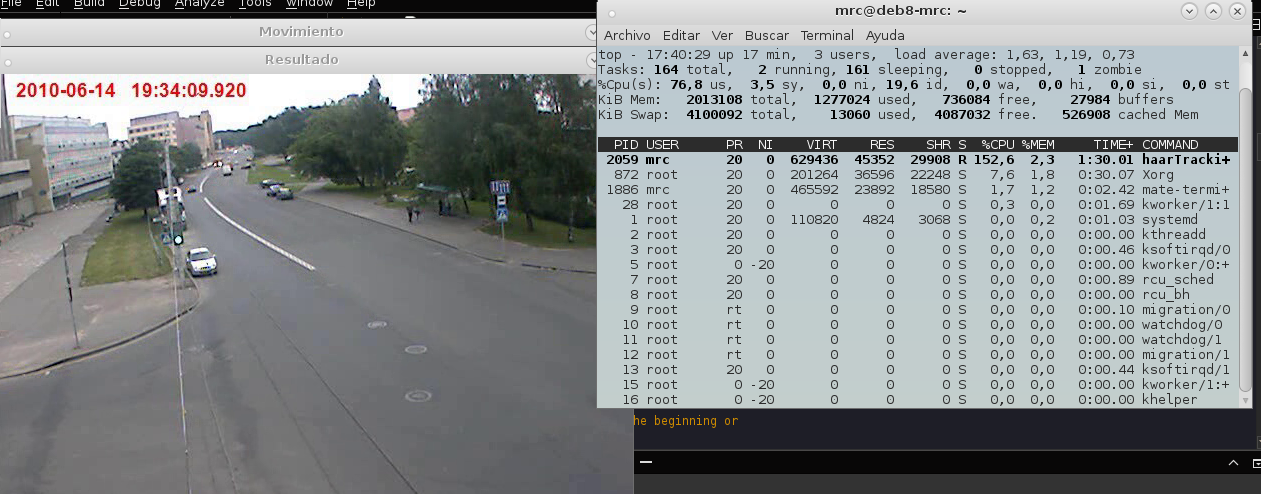 File Edit Build Debug Analyze Tools Window Help
Movimiento
Resultado
2010-06-14 19:34:09.920
mrc@deb8-mrc: ~
Archivo Editar Ver Buscar Terminal Ayuda
top - 17:40:29 up 17 min, 3 users, load average: 1,63, 1,19, 0,73
Tasks: 164 total, 2 running, 161 sleeping, 0 stopped, 1 zombie
%Cpu(s): 76,8 us, 3,5 sy, 0,0 ni, 19,6 id, 0,0 wa, 0,0 hi, 0,0 si, 0,0 st
KiB Mem: 2013108 total, 1277024 used, 736084 free, 27984 buffers
KiB Swap: 4100092 total, 13060 used, 4087032 free. 526908 cached Mem
PID USER PR NI VIRT RES SHR S %CPU %MEM TIME+ COMMAND
2059 mrc 20 0 629436 45352 29908 R 152,6 2,3 1:30.01 haarTracki+
872 root 20 0 201264 36596 22248 S 7,6 1,8 0:30.07 Xorg
1886 mrc 20 0 465592 23892 18580 S 1,7 1,2 0:02.42 mate-termi+
28 root 20 0 0 0 0 S 0,3 0,0 0:01.69 kworker/1:1
1 root 20 0 110820 4824 3068 S 0,0 0,2 0:01.03 systemd
2 root 20 0 0 0 0 S 0,0 0,0 0:00.00 kthreadd
3 root 20 0 0 0 0 S 0,0 0,0 0:00.46 ksoftirqd/0
5 root 0 -20 0 0 0 S 0,0 0,0 0:00.00 kworker/0:+
7 root 20 0 0 0 0 S 0,0 0,0 0:00.89 rcu_sched
8 root 20 0 0 0 0 S 0,0 0,0 0:00.00 rcu_bh
9 root rt 0 0 0 0 S 0,0 0,0 0:00.10 migration/0
10 root rt 0 0 0 0 S 0,0 0,0 0:00.00 watchdog/0
11 root rt 0 0 0 0 S 0,0 0,0 0:00.00 watchdog/1
12 root rt 0 0 0 0 S 0,0 0,0 0:00.00 migration/1
13 root 20 0 0 0 0 S 0,0 0,0 0:00.44 ksoftirqd/1
15 root 0 -20 0 0 0 S 0,0 0,0 0:00.00 kworker/1:+
16 root 0 -20 0 0 0 S 0,0 0,0 0:00.00 khelper
he beginning or